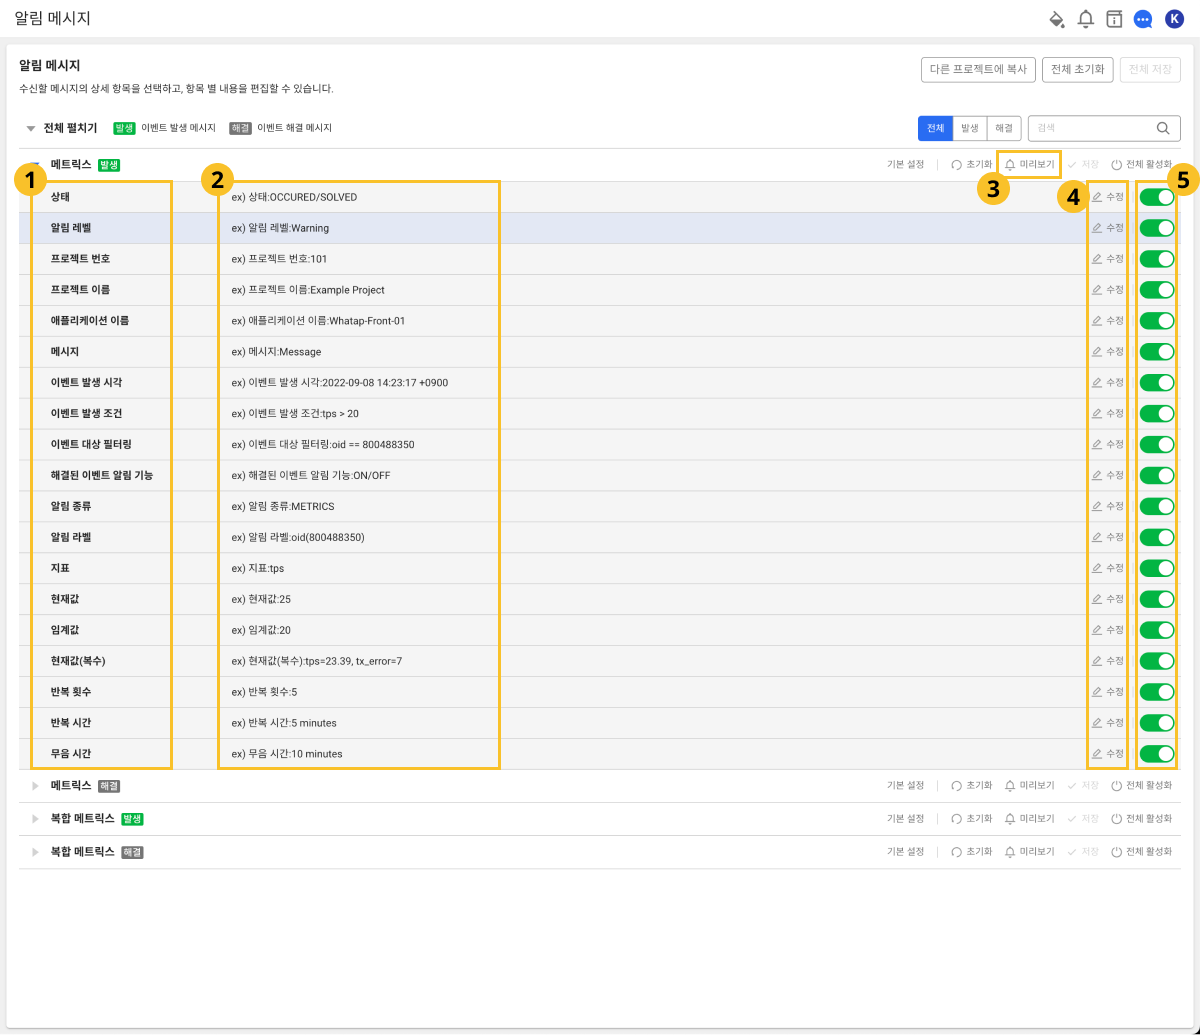 알림 메시지
K
알림 메시지
다른 프로젝트에 복사 전체 초기화 전체 저장
수신할 메시지의 상세 항목을 선택하고, 항목 별 내용을 편집할 수 있습니다.
전체 펼치기 발생 이벤트 발생 메시지 해결 이벤트 해결 메시지 전체 발생 해결 검색
메트릭스 발생 기본 설정 초기화 미리보기 저장 전체 활성화
1 2 3 4 5
상태 ex) 상태:OCCURED/SOLVED 수정
알림 레벨 ex) 알림 레벨:Warning 수정
프로젝트 번호 ex) 프로젝트 번호:101 수정
프로젝트 이름 ex) 프로젝트 이름:Example Project 수정
애플리케이션 이름 ex) 애플리케이션 이름:Whatap-Front-01 수정
메시지 ex) 메시지:Message 수정
이벤트 발생 시각 ex) 이벤트 발생 시각:2022-09-08 14:23:17 +0900 수정
이벤트 발생 조건 ex) 이벤트 발생 조건:tps > 20 수정
이벤트 대상 필터링 ex) 이벤트 대상 필터링:oid == 800488350 수정
해결된 이벤트 알림 기능 ex) 해결된 이벤트 알림 기능:ON/OFF 수정
알림 종류 ex) 알림 종류:METRICS 수정
알림 라벨 ex) 알림 라벨:oid(800488350) 수정
지표 ex) 지표:tps 수정
현재값 ex) 현재값:25 수정
임계값 ex) 임계값:20 수정
현재값(복수) ex) 현재값(복수):tps=23.39, tx_error=7 수정
반복 횟수 ex) 반복 횟수:5 수정
반복 시간 ex) 반복 시간:5 minutes 수정
무음 시간 ex) 무음 시간:10 minutes 수정
메트릭스 해결 기본 설정 초기화 미리보기 저장 전체 활성화
복합 메트릭스 발생 기본 설정 초기화 미리보기 저장 전체 활성화
복합 메트릭스 해결 기본 설정 초기화 미리보기 저장 전체 활성화